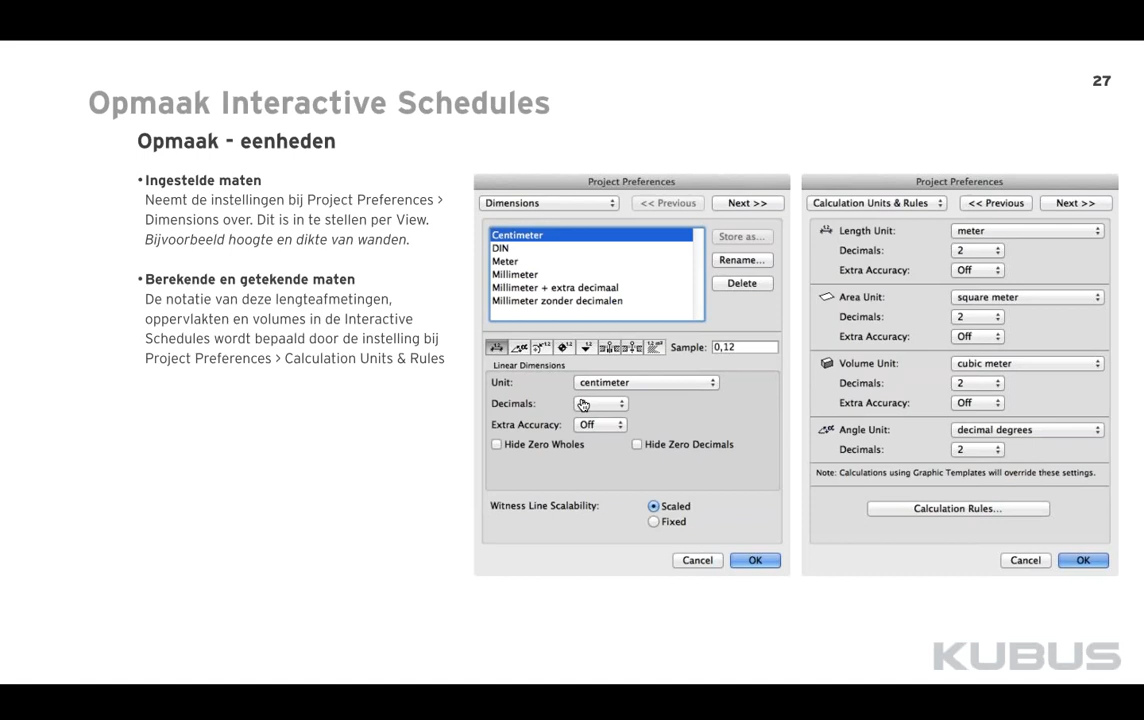 27
Opmaak Interactive Schedules
Opmaak - eenheden
• Ingestelde maten
Neemt de instellingen bij Project Preferences >
Dimensions over. Dit is in te stellen per View.
Bijvoorbeeld hoogte en dikte van wanden.
• Berekende en getekende maten
De notatie van deze lengteafmetingen,
oppervlakten en volumes in de Interactive
Schedules wordt bepaald door de instelling bij
Project Preferences > Calculation Units & Rules
Project Preferences
Dimensions
<< Previous
Next >>
Centimeter
DIN
Meter
Millimeter
Millimeter + extra decimaal
Millimeter zonder decimalen
Store as...
Rename...
Delete
Sample: 0,12
Linear Dimensions
Unit: centimeter
Decimals:
Extra Accuracy: Off
Hide Zero Wholes
Hide Zero Decimals
Witness Line Scalability: Scaled
Fixed
Cancel
OK
Project Preferences
Calculation Units & Rules
<< Previous
Next >>
Length Unit: meter
Decimals: 2
Extra Accuracy: Off
Area Unit: square meter
Decimals: 2
Extra Accuracy: Off
Volume Unit: cubic meter
Decimals: 2
Extra Accuracy: Off
Angle Unit: decimal degrees
Decimals: 2
Note: Calculations using Graphic Templates will override these settings.
Calculation Rules...
Cancel
OK
KUBUS